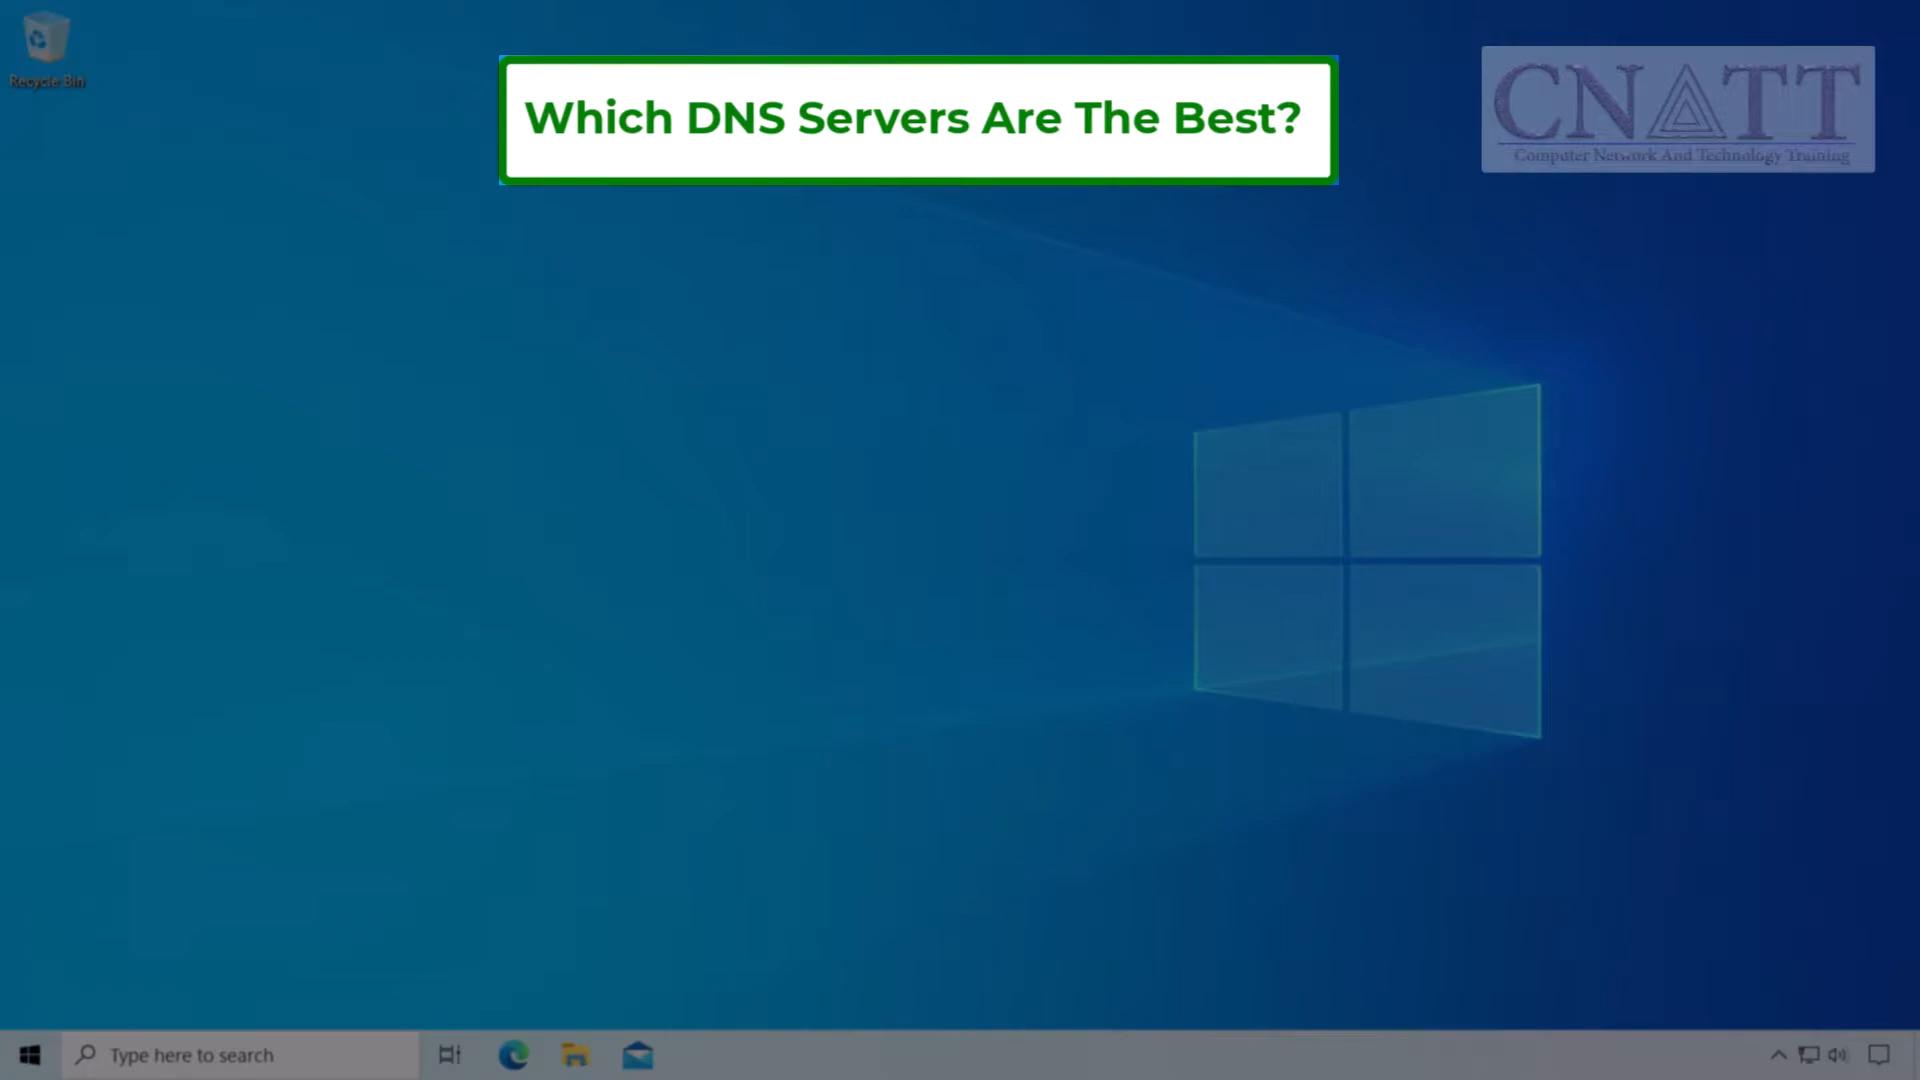 Recycle Bin
Which DNS Servers Are The Best?
CNATT
Computer Network And Technology Training
Type here to search